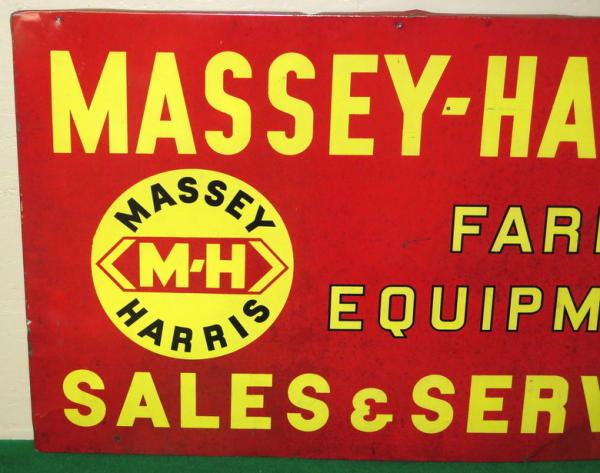 MASSEY-HA
MASSEY
M-H
HARRIS
FAR
EQUIPM
SALES & SERV